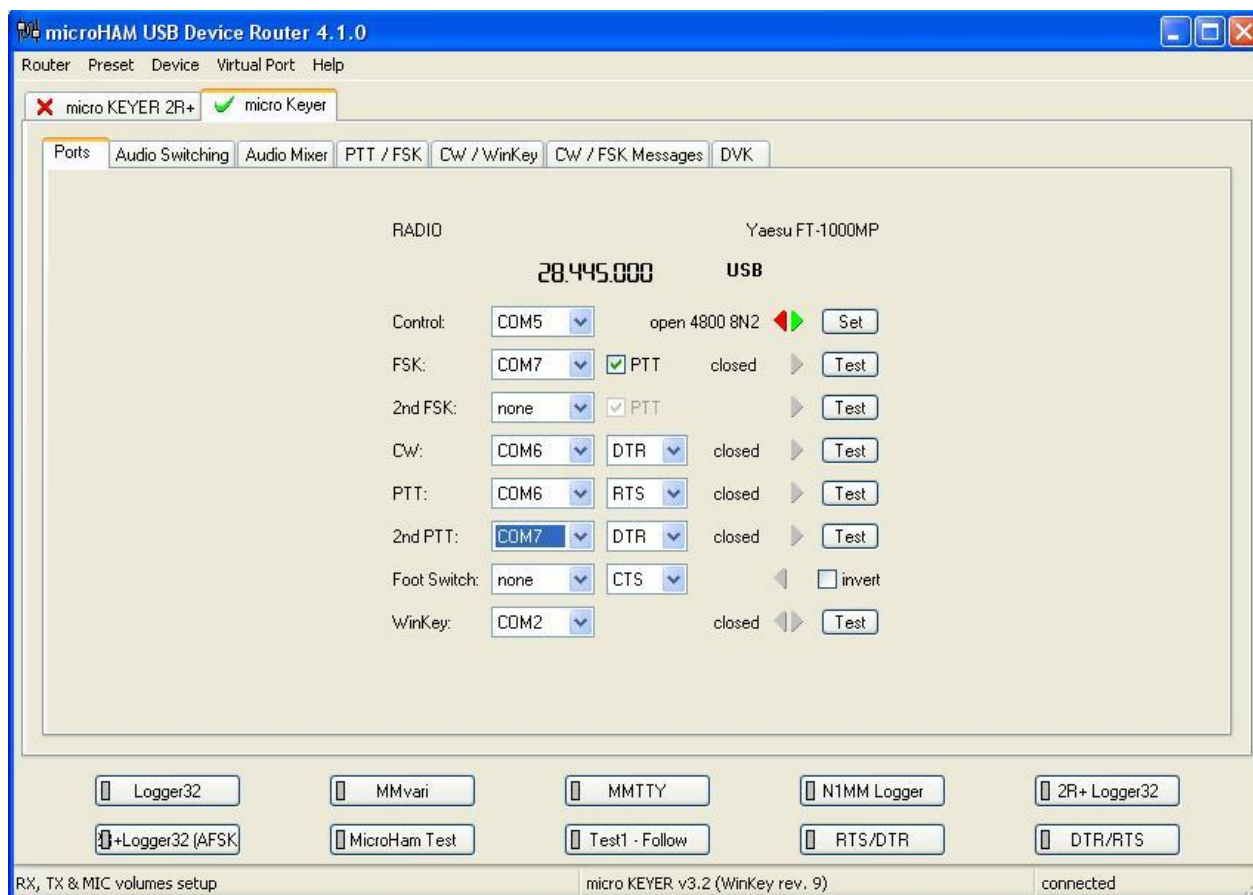 microHAM USB Device Router 4.1.0
Router Preset Device Virtual Port Help
micro KEYER 2R+ micro Keyer
Ports Audio Switching Audio Mixer PTT / FSK CW / WinKey CW / FSK Messages DVK
RADIO Yaesu FT-1000MP
28.445.000 USB
Control: COM5 open 4800 8N2 Set
FSK: COM7 PTT closed Test
2nd FSK: none PTT Test
CW: COM6 DTR closed Test
PTT: COM6 RTS closed Test
2nd PTT: COM7 DTR closed Test
Foot Switch: none CTS invert
WinKey: COM2 closed Test
Logger32 MMvari MMTTY N1MM Logger 2R+ Logger32
+Logger32 (AFSK MicroHam Test Test1 - Follow RTS/DTR DTR/RTS
RX, TX & MIC volumes setup micro KEYER v3.2 (WinKey rev. 9) connected